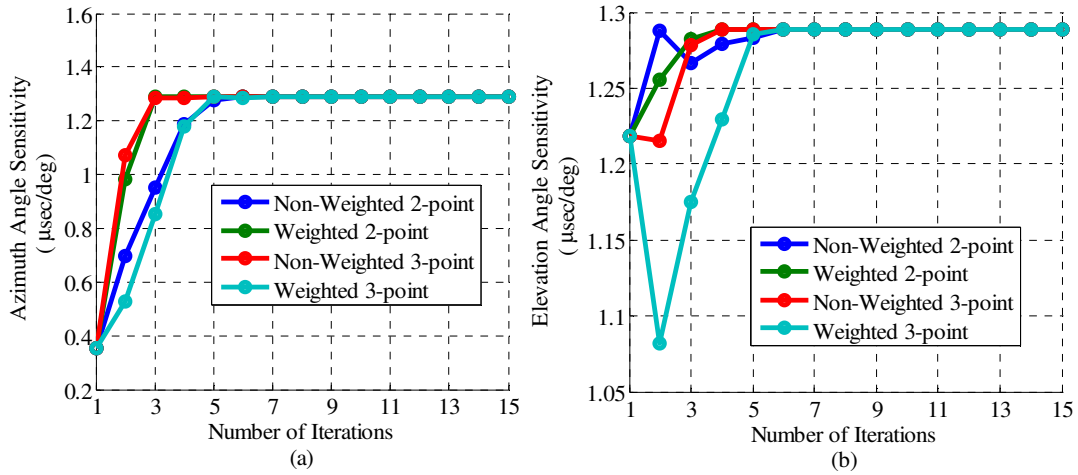 1.6
1.4
1.2
1
0.8
0.6
0.4
0.2
Azimuth Angle Sensitivity
( μsec/deg)
Non-Weighted 2-point
Weighted 2-point
Non-Weighted 3-point
Weighted 3-point
1 3 5 7 9 11 13 15
Number of Iterations
(a)
1.3
1.25
1.2
1.15
1.1
1.05
Elevation Angle Sensitivity
( μsec/deg)
Non-Weighted 2-point
Weighted 2-point
Non-Weighted 3-point
Weighted 3-point
1 3 5 7 9 11 13 15
Number of Iterations
(b)